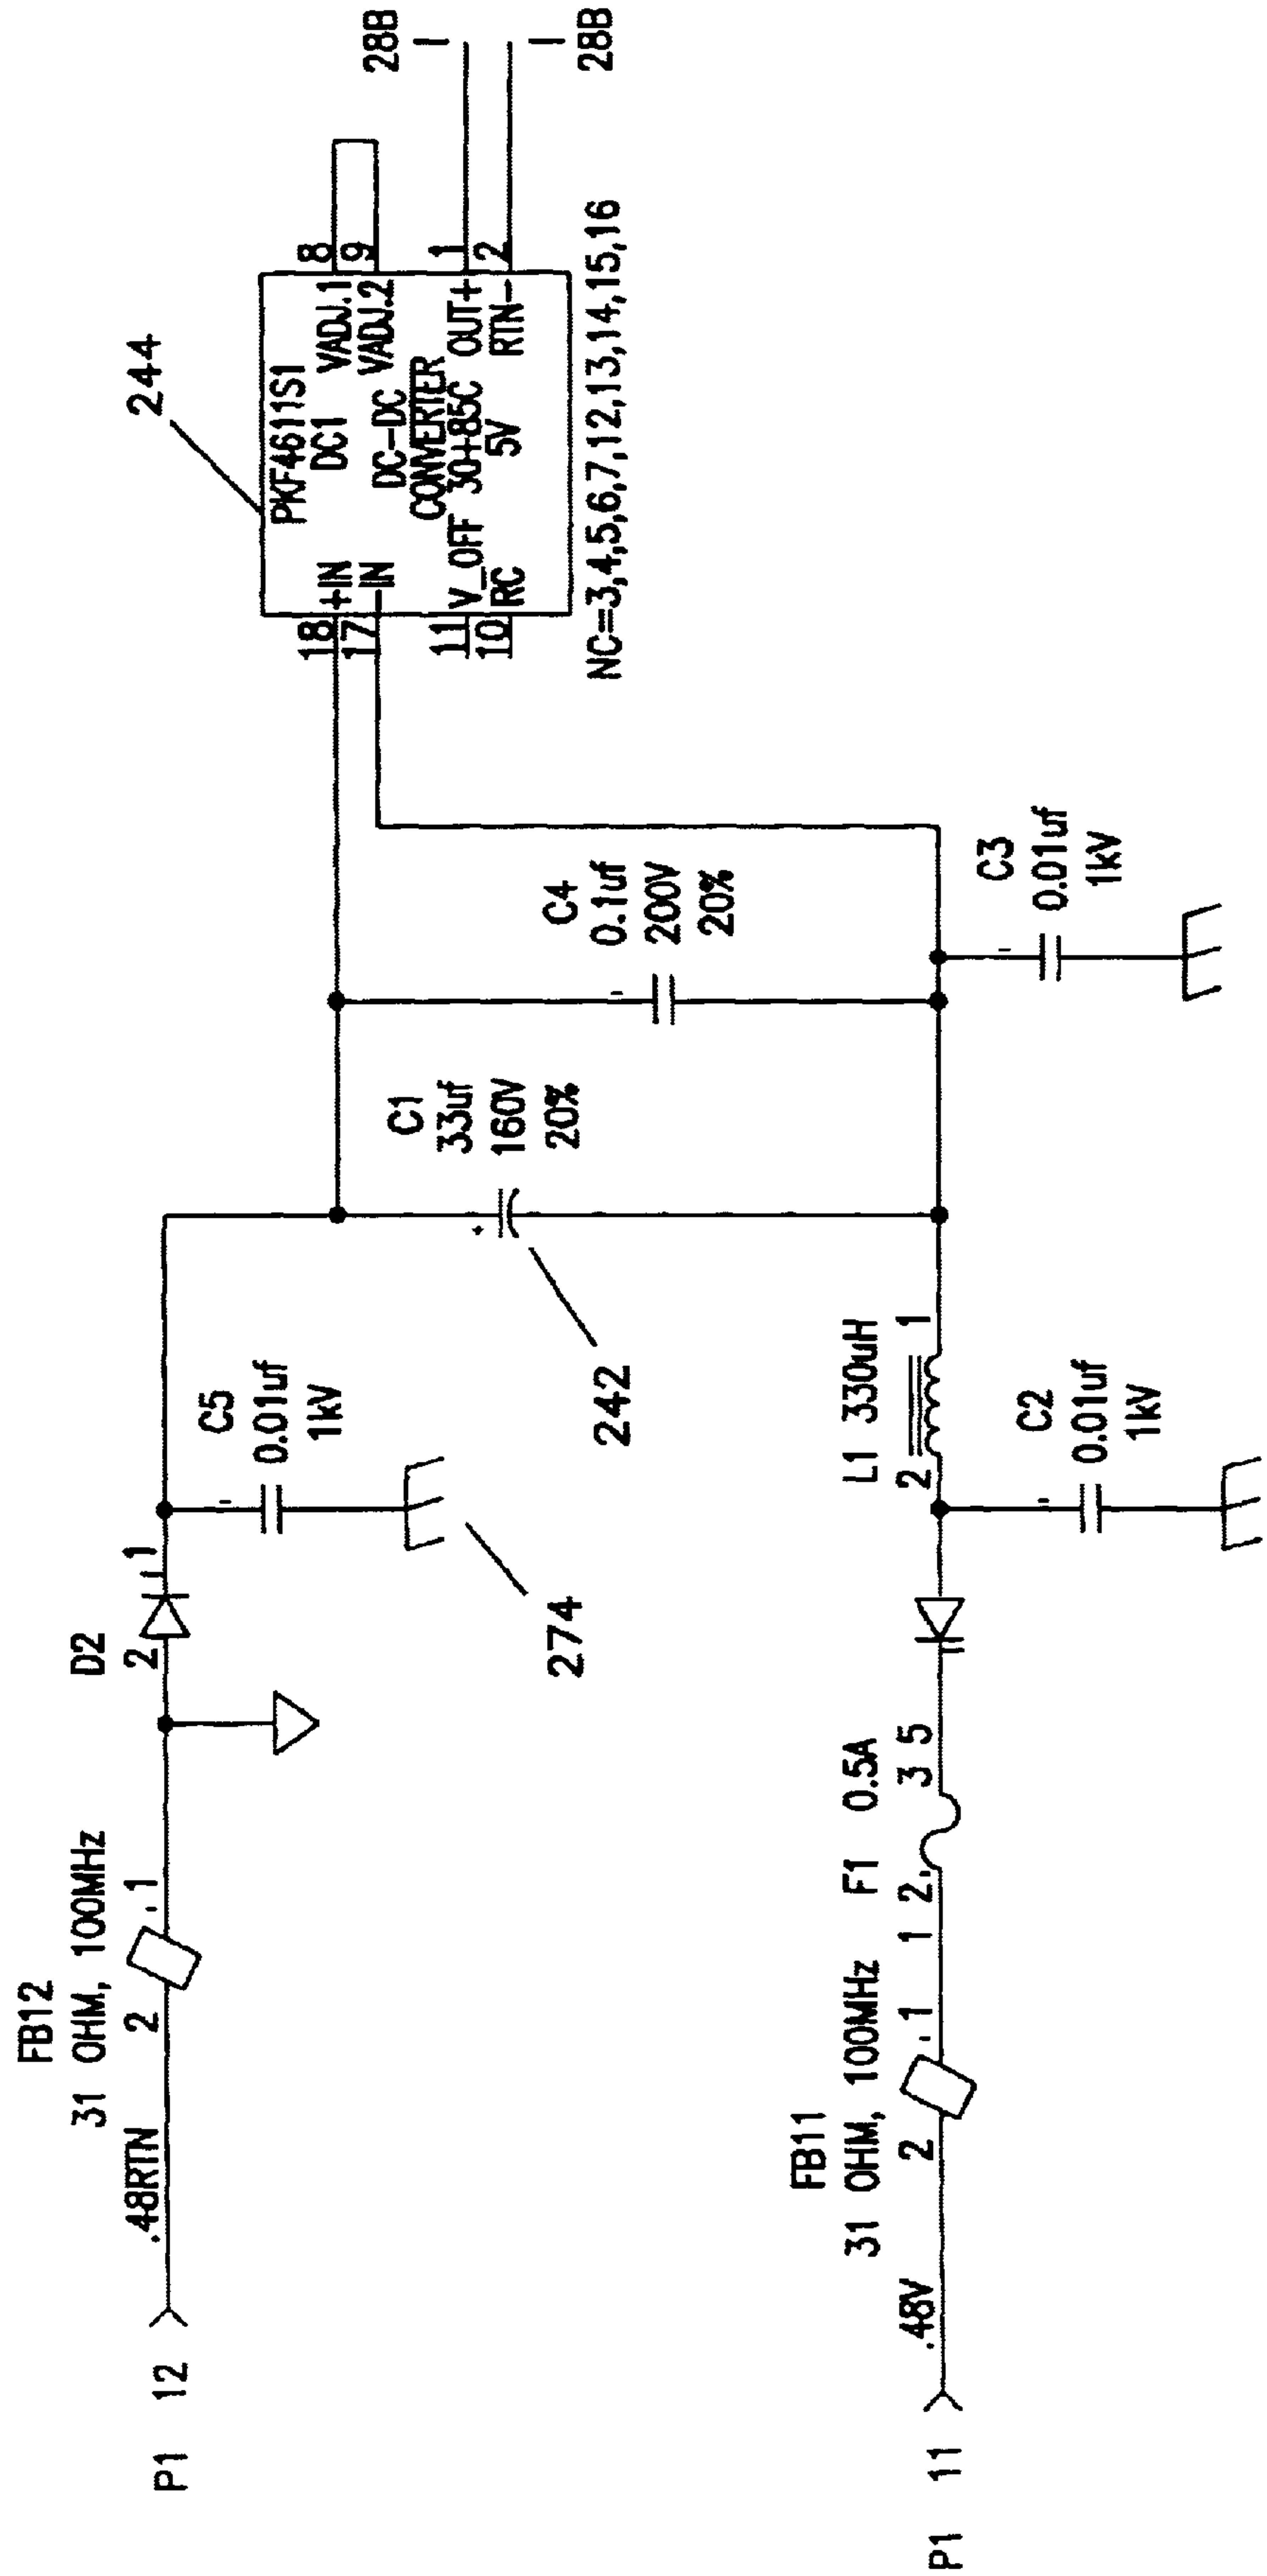 FB12
31 OHM, 100MHz
P1 12
.48RTN
2
1
D2
2
1
C5
0.01uf
1kV
274
C1
33uf
160V
20%
242
C4
0.1uf
200V
20%
244
PKF4611S1
DC1
DC-DC
CONVERTER
30+85C
5V
18 +IN
17 IN
11 V_OFF
10 RC
VADJ.1 8
VADJ.2 9
OUT+ 1
RTN- 2
28B
28B
NC=3,4,5,6,7,12,13,14,15,16
FB11
31 OHM, 100MHz
F1 0.5A
P1 11
.48V
2
1
1
2
3
5
L1 330uH
2
1
C2
0.01uf
1kV
C3
0.01uf
1kV